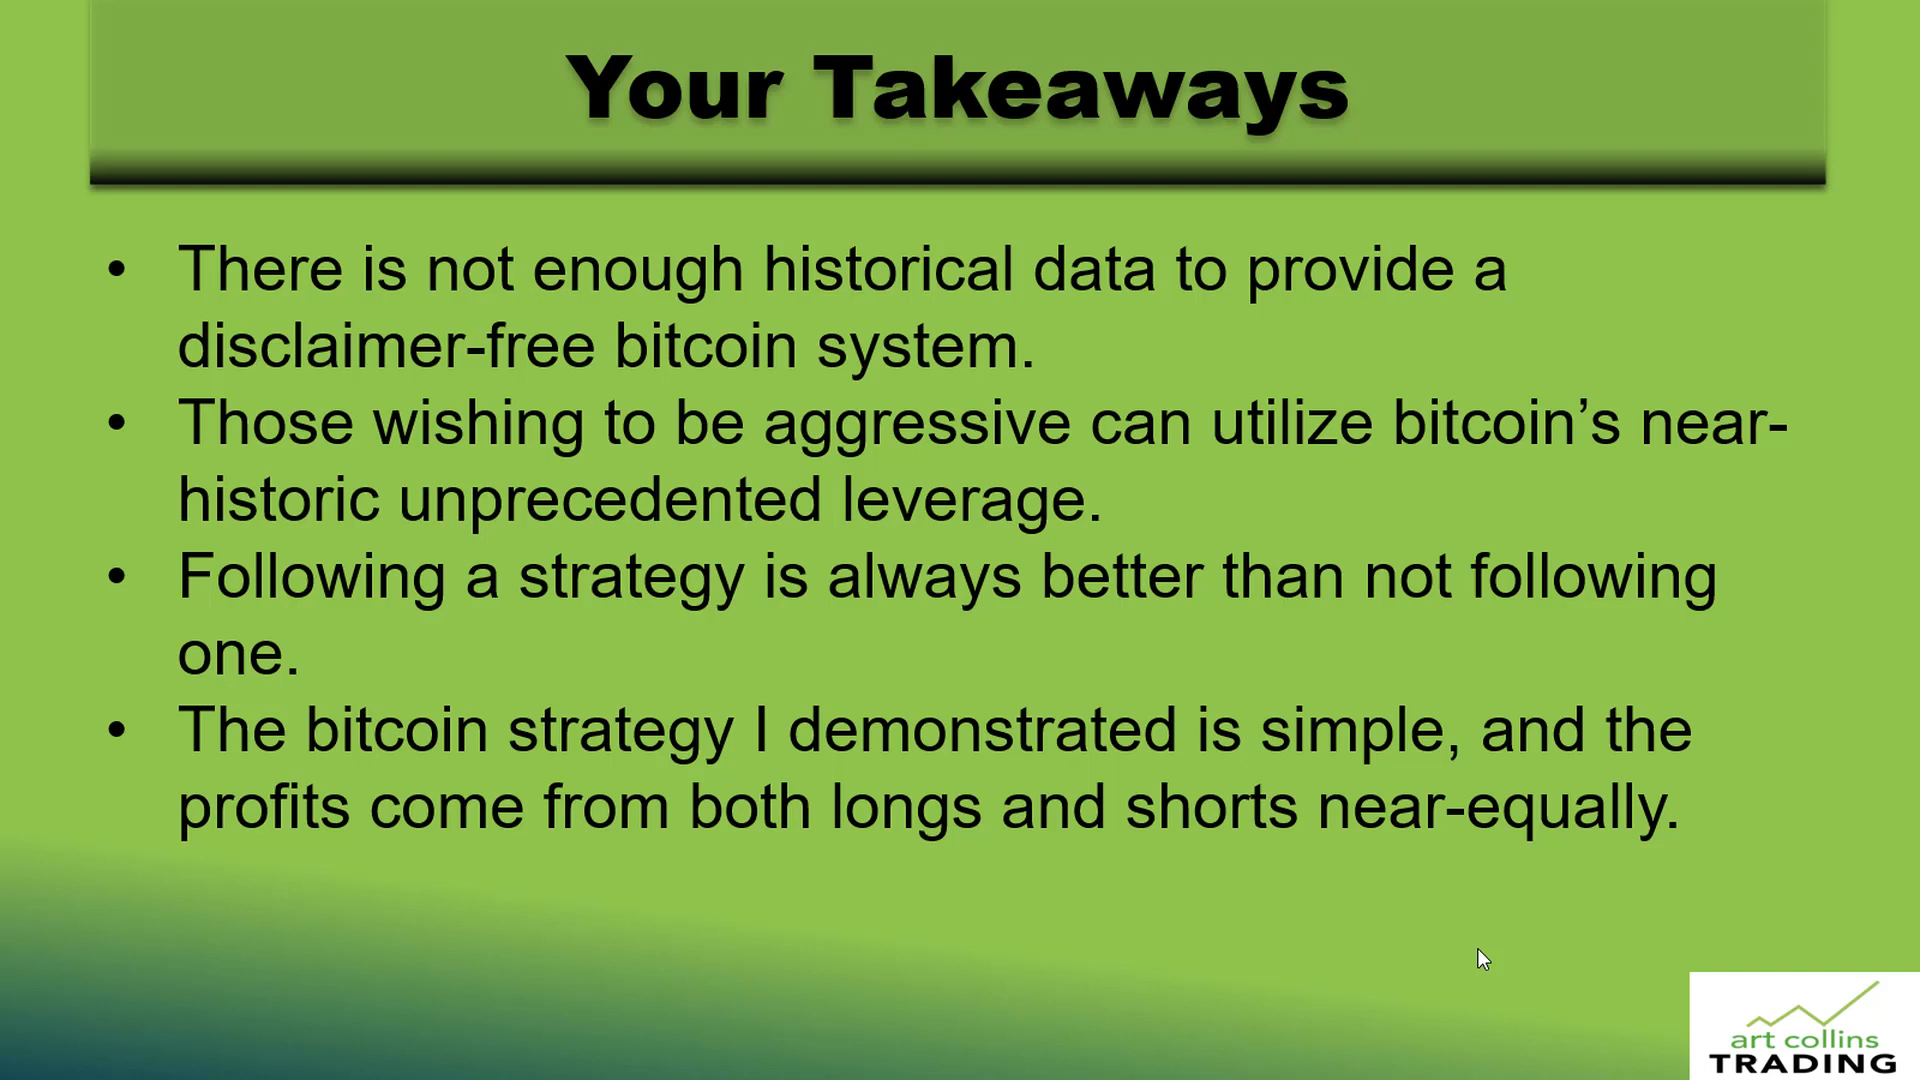 Your Takeaways
• There is not enough historical data to provide a
disclaimer-free bitcoin system.
• Those wishing to be aggressive can utilize bitcoin’s near-
historic unprecedented leverage.
• Following a strategy is always better than not following
one.
• The bitcoin strategy I demonstrated is simple, and the
profits come from both longs and shorts near-equally.
art collins
TRADING